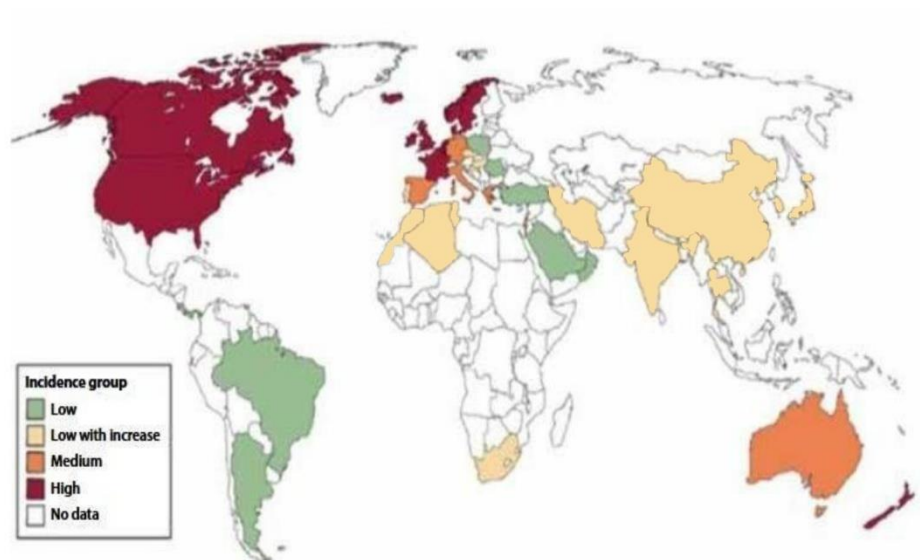 Incidence group
Low
Low with increase
Medium
High
No data